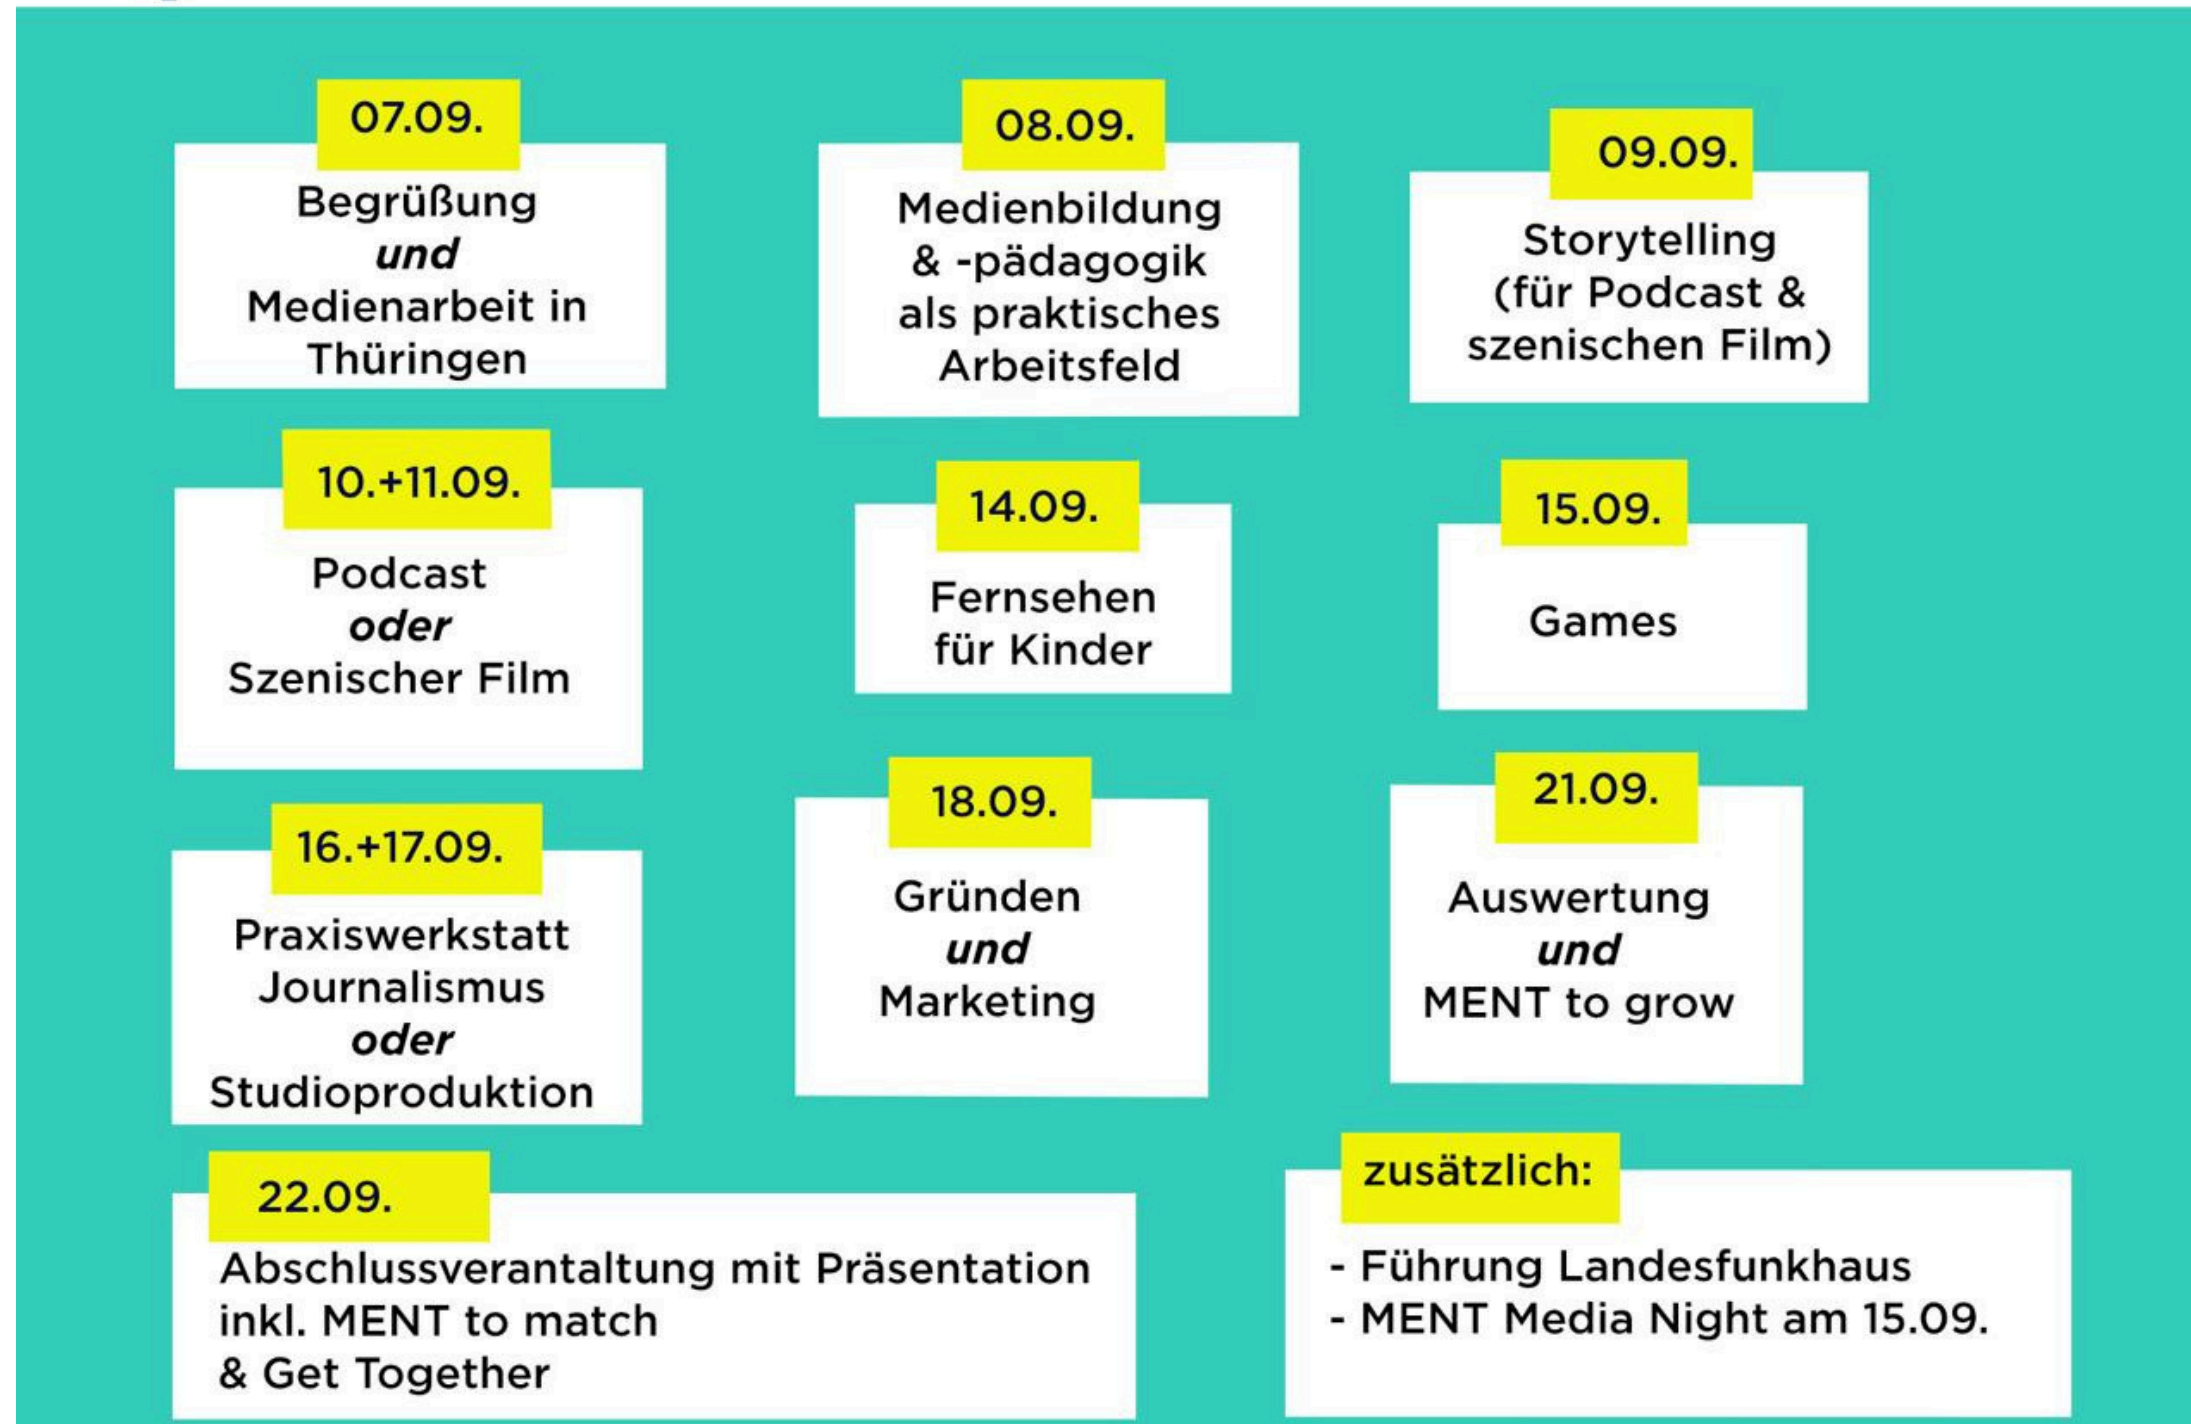 07.09.
Begrüßung
und
Medienarbeit in
Thüringen
08.09.
Medienbildung
& -pädagogik
als praktisches
Arbeitsfeld
09.09.
Storytelling
(für Podcast &
szenischen Film)
10.+11.09.
Podcast
oder
Szenischer Film
14.09.
Fernsehen
für Kinder
15.09.
Games
16.+17.09.
Praxiswerkstatt
Journalismus
oder
Studioproduktion
18.09.
Gründen
und
Marketing
21.09.
Auswertung
und
MENT to grow
22.09.
Abschlussverantaltung mit Präsentation
inkl. MENT to match
& Get Together
zusätzlich:
- Führung Landesfunkhaus
- MENT Media Night am 15.09.